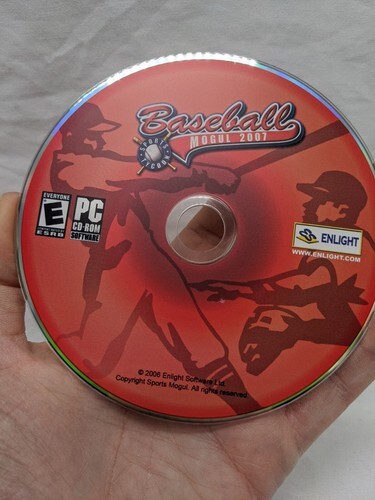 Baseball
MOGUL 2007
SPORTS
EVERYONE
E
ESRB
PC
CD-ROM
SOFTWARE
ENLIGHT
WWW.ENLIGHT.COM
© 2006 Enlight Software Ltd.
Copyright Sports Mogul. All rights reserved.